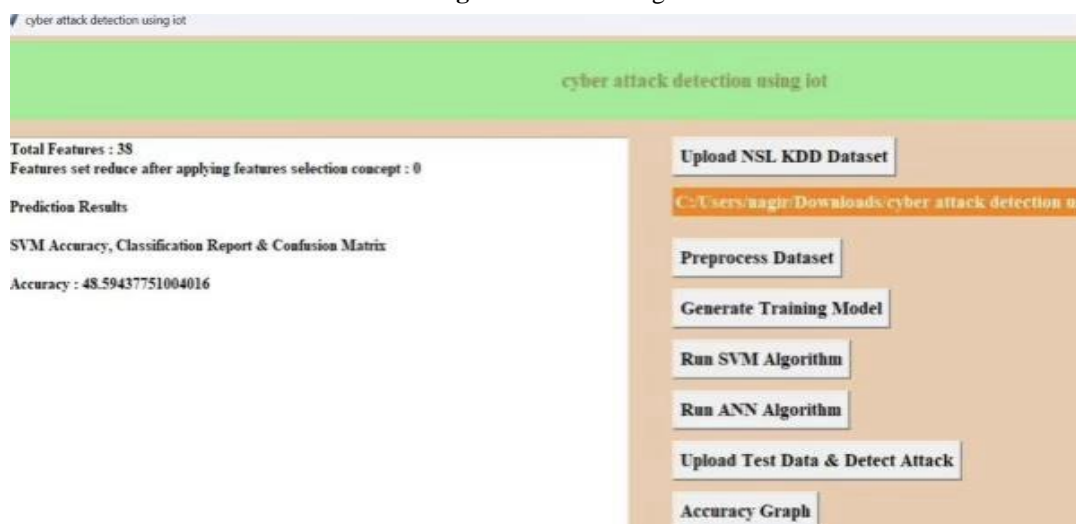 cyber attack detection using iot
cyber attack detection using iot
Total Features : 38
Features set reduce after applying features selection concept : 0
Prediction Results
SVM Accuracy, Classification Report & Confusion Matrix
Accuracy : 48.59437751004016
Upload NSL KDD Dataset
C:/Users/nagir/Downloads/cyber attack detection
Preprocess Dataset
Generate Training Model
Run SVM Algorithm
Run ANN Algorithm
Upload Test Data & Detect Attack
Accuracy Graph